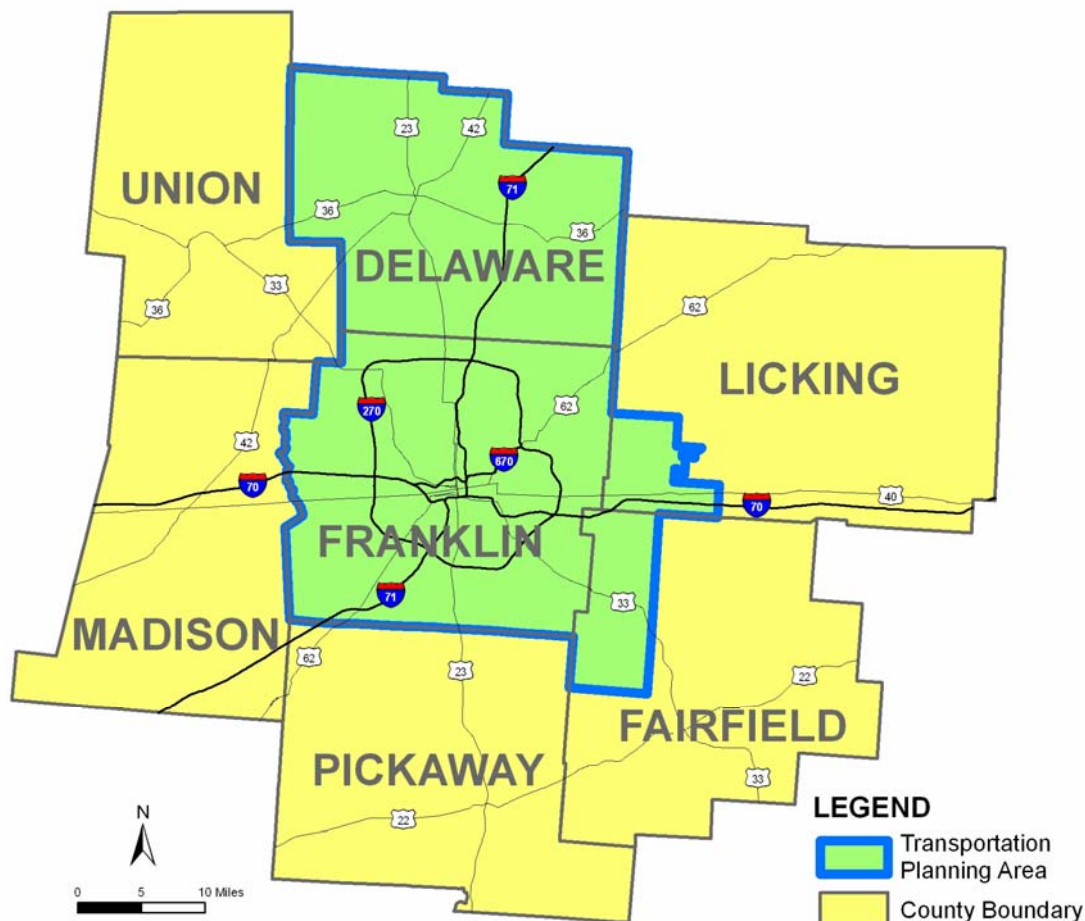 23
42
71
UNION
36
36
DELAWARE
33
36
62
LICKING
270
62
42
670
70
40
70
FRANKLIN
71
33
MADISON
62
23
22
FAIRFIELD
PICKAWAY
33
22
N
0 5 10 Miles
LEGEND
Transportation
Planning Area
County Boundary